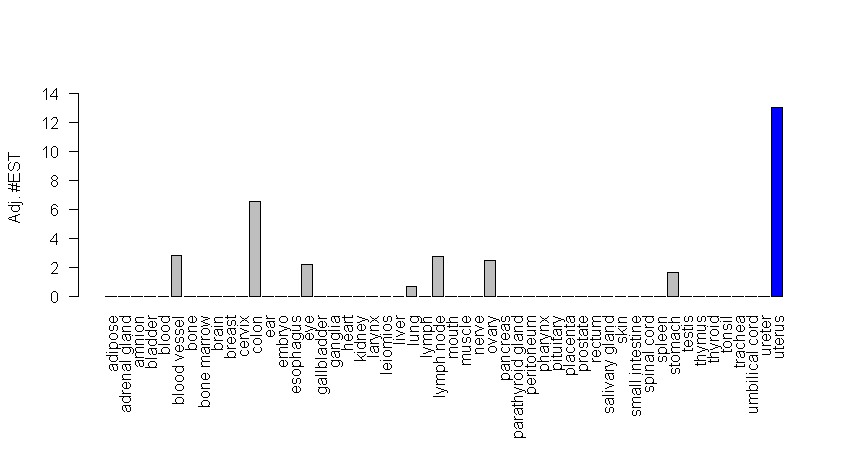 Adj. #EST
14
12
10
8
6
4
2
0
adipose
adrenal gland
amnion
bladder
blood
blood vessel
bone
bone marrow
brain
breast
cervix
colon
ear
embryo
esophagus
eye
gallbladder
ganglia
heart
kidney
larynx
leiomios
liver
lung
lymph
lymph node
mouth
muscle
nerve
ovary
pancreas
parathyroid gland
peritoneum
pharynx
pituitary
placenta
prostate
rectum
salivary gland
skin
small intestine
spinal cord
spleen
stomach
testis
thymus
thyroid
tonsil
trachea
umbilical cord
ureter
uterus